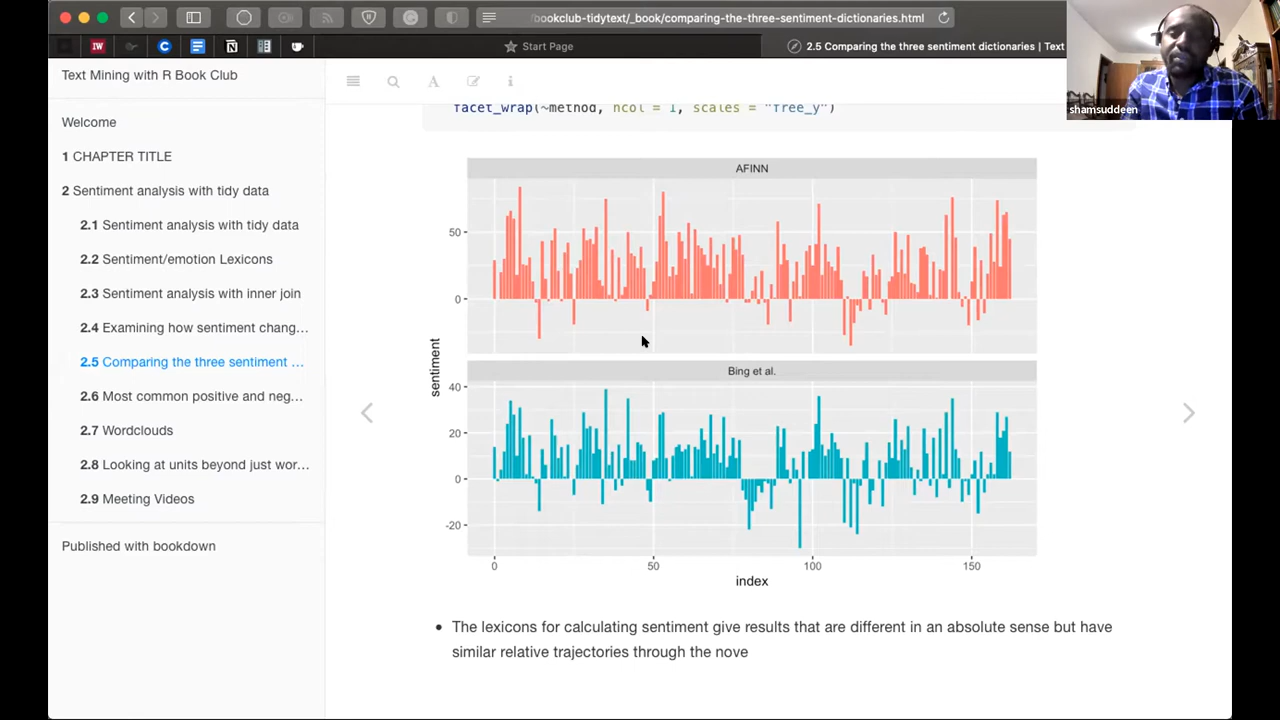 /bookclub-tidytext/_book/comparing-the-three-sentiment-dictionaries.html
IW
C
N
Start Page
2.5 Comparing the three sentiment dictionaries | Text
shamsuddeen
Text Mining with R Book Club
Welcome
1 CHAPTER TITLE
2 Sentiment analysis with tidy data
2.1 Sentiment analysis with tidy data
2.2 Sentiment/emotion Lexicons
2.3 Sentiment analysis with inner join
2.4 Examining how sentiment chang...
2.5 Comparing the three sentiment ...
2.6 Most common positive and neg...
2.7 Wordclouds
2.8 Looking at units beyond just wor...
2.9 Meeting Videos
Published with bookdown
A
facet_wrap(~method, ncol = 1, scales = "free_y")
AFINN
50
0
sentiment
Bing et al.
40
20
0
-20
0 50 100 150
index
• The lexicons for calculating sentiment give results that are different in an absolute sense but have
similar relative trajectories through the nove